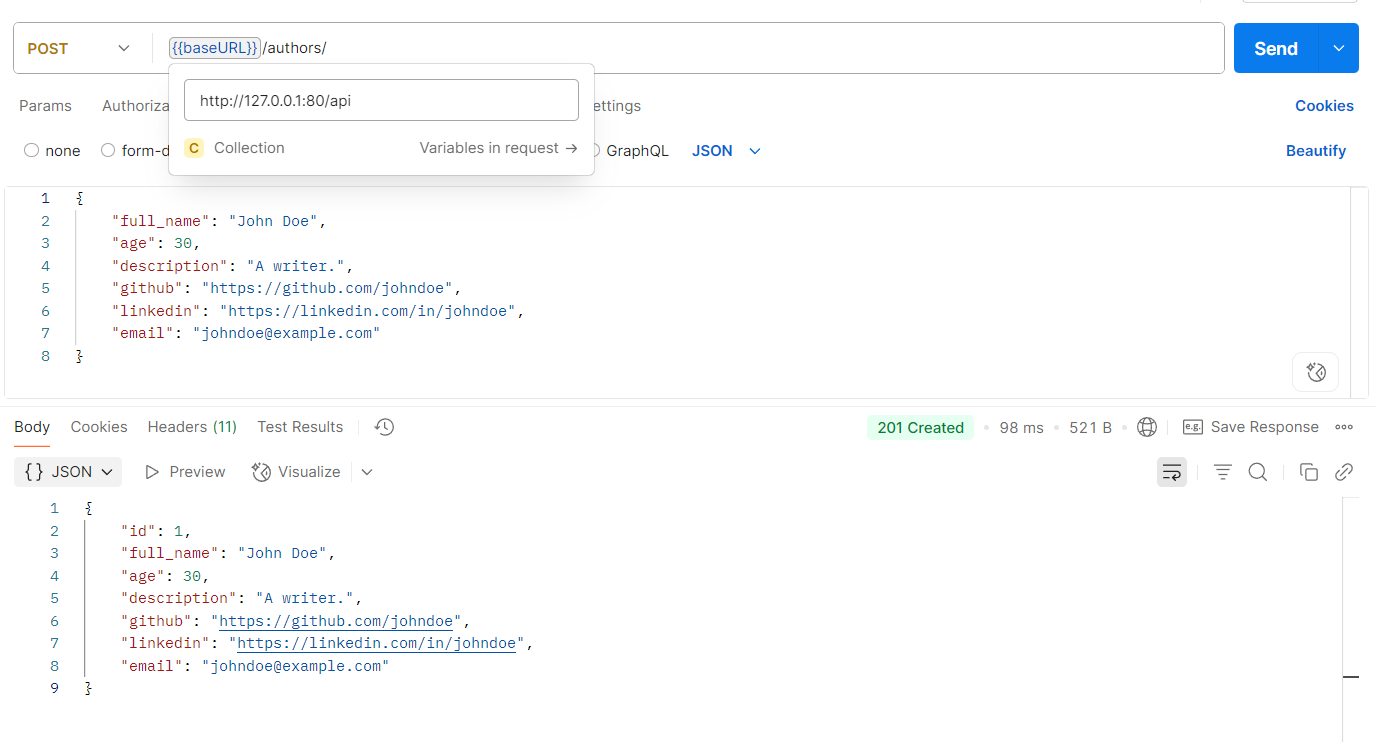 POST {{baseURL}}/authors/ Send
http://127.0.0.1:80/api
Params Authoriza ettings Cookies
C Collection Variables in request →
none form-d GraphQL JSON Beautify
1 {
2 "full_name": "John Doe",
3 "age": 30,
4 "description": "A writer.",
5 "github": "https://github.com/johndoe",
6 "linkedin": "https://linkedin.com/in/johndoe",
7 "email": "johndoe@example.com"
8 }
Body Cookies Headers (11) Test Results 201 Created • 98 ms • 521 B • e.g. Save Response
{} JSON Preview Visualize
1 {
2 "id": 1,
3 "full_name": "John Doe",
4 "age": 30,
5 "description": "A writer.",
6 "github": "https://github.com/johndoe",
7 "linkedin": "https://linkedin.com/in/johndoe",
8 "email": "johndoe@example.com"
9 }